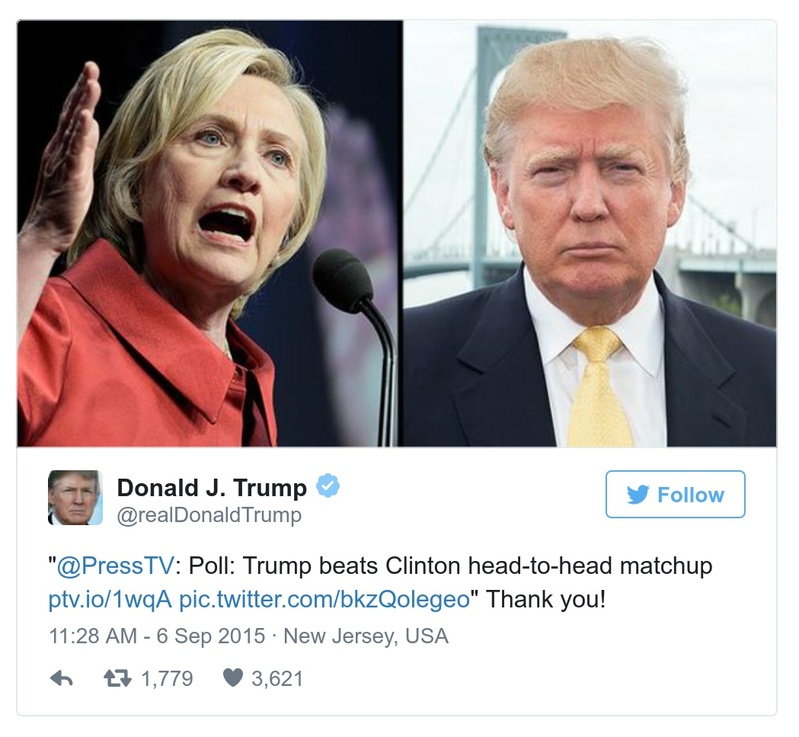 Donald J. Trump
@realDonaldTrump
Follow
"@PressTV: Poll: Trump beats Clinton head-to-head matchup
ptv.io/1wqA pic.twitter.com/bkzQolegeo" Thank you!
11:28 AM - 6 Sep 2015 · New Jersey, USA
1,779 3,621